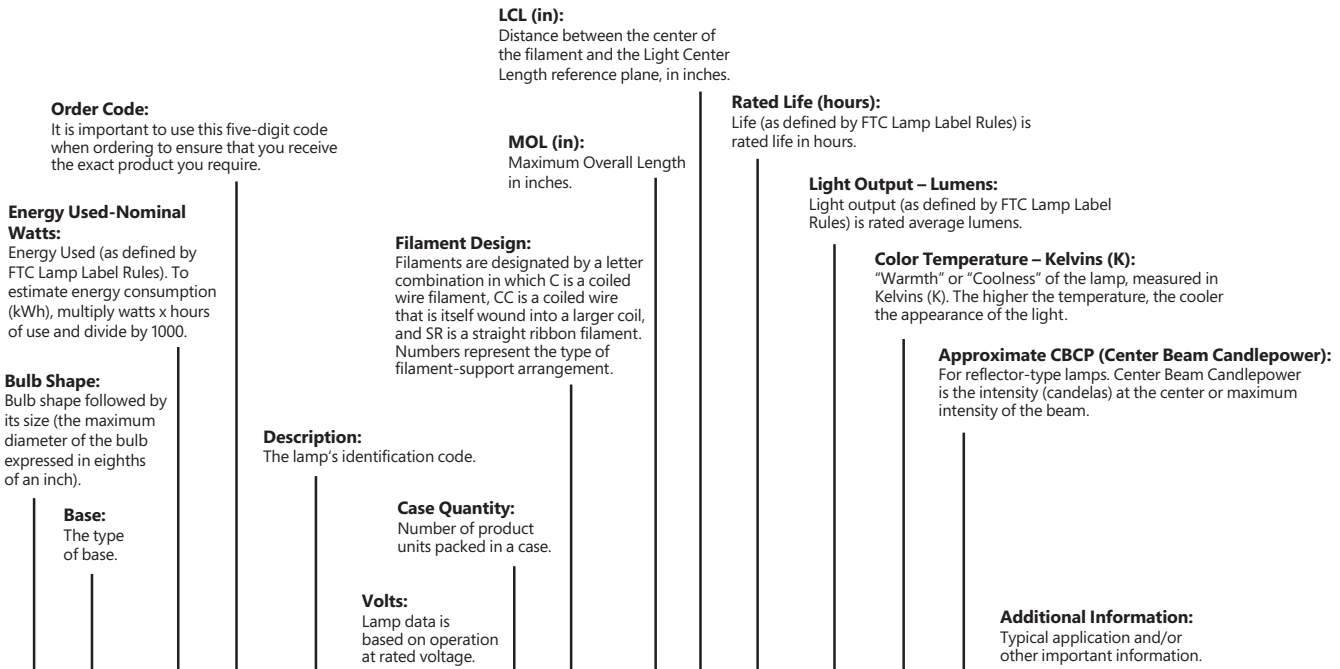 LCL (in):
Distance between the center of
the filament and the Light Center
Length reference plane, in inches.
Order Code:
It is important to use this five-digit code
when ordering to ensure that you receive
the exact product you require.
Rated Life (hours):
Life (as defined by FTC Lamp Label Rules) is
rated life in hours.
MOL (in):
Maximum Overall Length
in inches.
Light Output – Lumens:
Light output (as defined by FTC Lamp Label
Rules) is rated average lumens.
Energy Used-Nominal
Watts:
Energy Used (as defined by
FTC Lamp Label Rules). To
estimate energy consumption
(kWh), multiply watts x hours
of use and divide by 1000.
Filament Design:
Filaments are designated by a letter
combination in which C is a coiled
wire filament, CC is a coiled wire
that is itself wound into a larger coil,
and SR is a straight ribbon filament.
Numbers represent the type of
filament-support arrangement.
Color Temperature – Kelvins (K):
“Warmth” or “Coolness” of the lamp, measured in
Kelvins (K). The higher the temperature, the cooler
the appearance of the light.
Approximate CBCP (Center Beam Candlepower):
For reflector-type lamps. Center Beam Candlepower
is the intensity (candelas) at the center or maximum
intensity of the beam.
Bulb Shape:
Bulb shape followed by
its size (the maximum
diameter of the bulb
expressed in eighths
of an inch).
Description:
The lamp‘s identification code.
Base:
The type
of base.
Case Quantity:
Number of product
units packed in a case.
Volts:
Lamp data is
based on operation
at rated voltage.
Additional Information:
Typical application and/or
other important information.